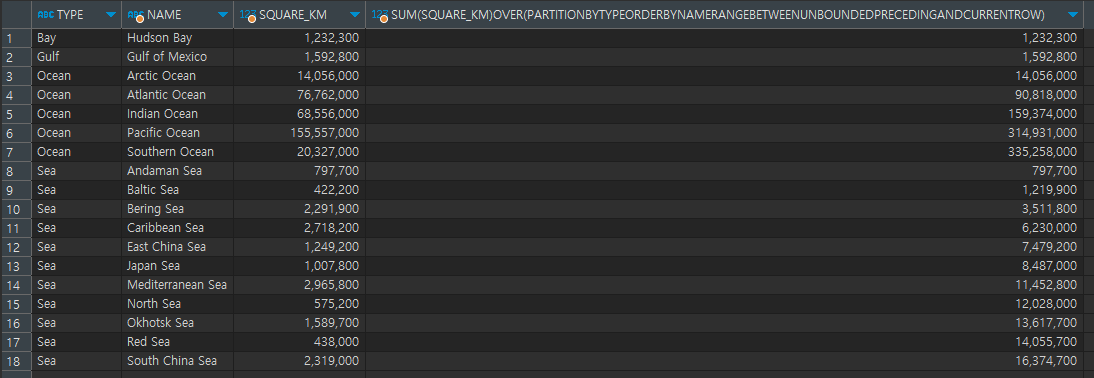 ABC TYPE ABC NAME 123 SQUARE_KM 123 SUM(SQUARE_KM)OVER(PARTITIONBYTYPEORDERBYNAMERANGEBETWEENUNBOUNDEDPRECEDINGANDCURRENTROW)
1 Bay Hudson Bay 1,232,300 1,232,300
2 Gulf Gulf of Mexico 1,592,800 1,592,800
3 Ocean Arctic Ocean 14,056,000 14,056,000
4 Ocean Atlantic Ocean 76,762,000 90,818,000
5 Ocean Indian Ocean 68,556,000 159,374,000
6 Ocean Pacific Ocean 155,557,000 314,931,000
7 Ocean Southern Ocean 20,327,000 335,258,000
8 Sea Andaman Sea 797,700 797,700
9 Sea Baltic Sea 422,200 1,219,900
10 Sea Bering Sea 2,291,900 3,511,800
11 Sea Caribbean Sea 2,718,200 6,230,000
12 Sea East China Sea 1,249,200 7,479,200
13 Sea Japan Sea 1,007,800 8,487,000
14 Sea Mediterranean Sea 2,965,800 11,452,800
15 Sea North Sea 575,200 12,028,000
16 Sea Okhotsk Sea 1,589,700 13,617,700
17 Sea Red Sea 438,000 14,055,700
18 Sea South China Sea 2,319,000 16,374,700